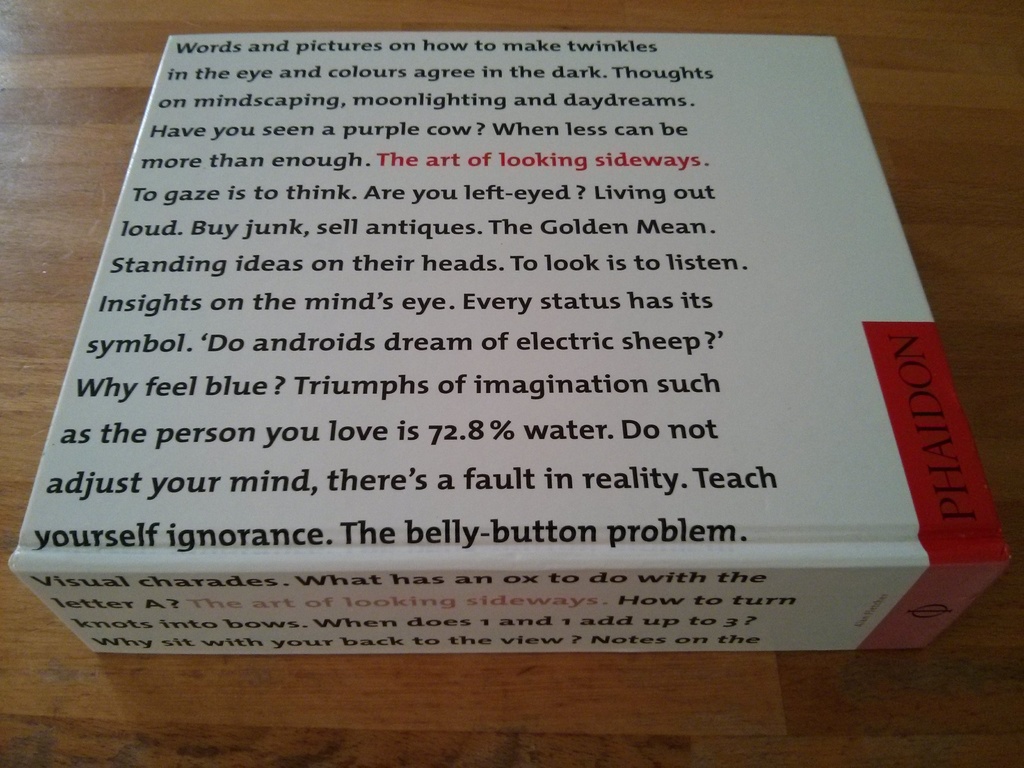 Words and pictures on how to make twinkles
in the eye and colours agree in the dark. Thoughts
on mindscaping, moonlighting and daydreams.
Have you seen a purple cow? When less can be
more than enough. The art of looking sideways.
To gaze is to think. Are you left-eyed? Living out
loud. Buy junk, sell antiques. The Golden Mean.
Standing ideas on their heads. To look is to listen.
Insights on the mind's eye. Every status has its
symbol. 'Do androids dream of electric sheep?'
Why feel blue? Triumphs of imagination such
as the person you love is 72.8% water. Do not
adjust your mind, there's a fault in reality. Teach
yourself ignorance. The belly-button problem.
PHAIDON
Visual charades. What has an ox to do with the
letter A? The art of looking sideways. How to turn
knots into bows. When does 1 and 1 add up to 3?
Why sit with your back to the view? Notes on the
Alan Fletcher